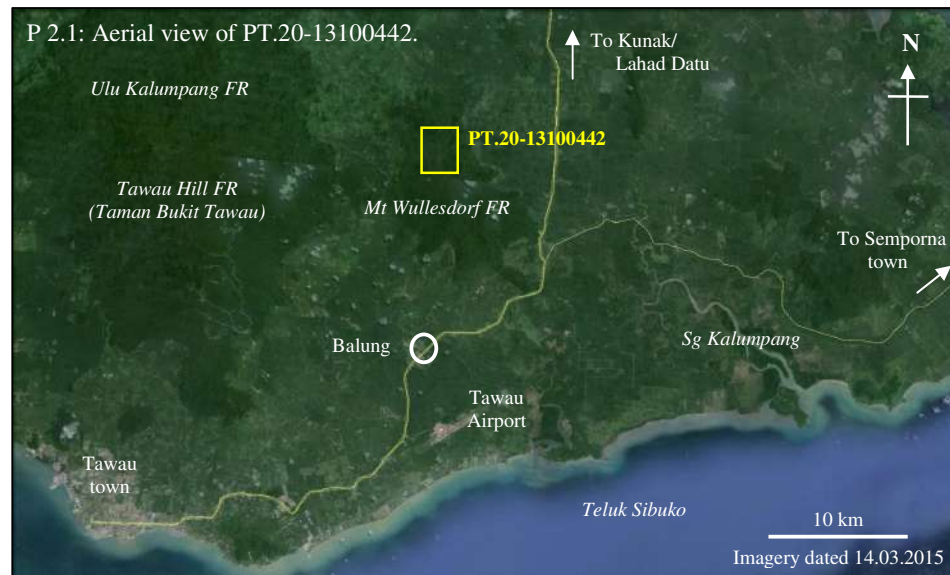 P 2.1: Aerial view of PT.20-13100442.
To Kunak/
Lahad Datu
N
Ulu Kalumpang FR
PT.20-13100442
Tawau Hill FR
(Taman Bukit Tawau)
Mt Wullesdorf FR
To Semporna
town
Balung
Sg Kalumpang
Tawau
Airport
Tawau
town
Teluk Sibuko
10 km
Imagery dated 14.03.2015